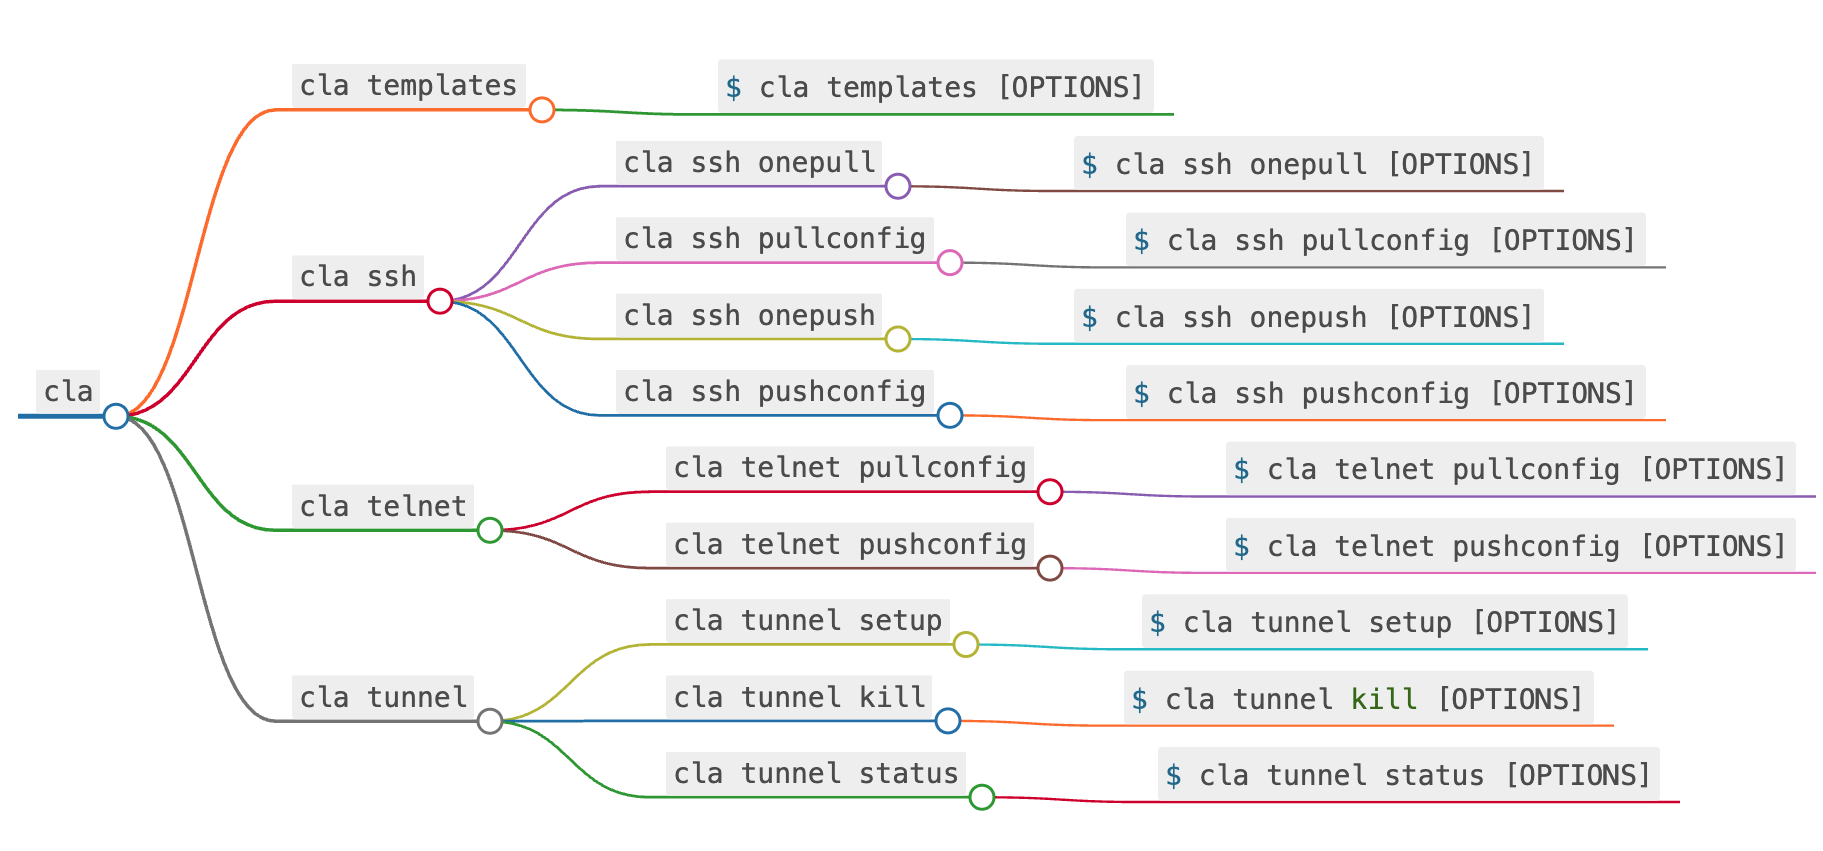 cla templates
$ cla templates [OPTIONS]
cla ssh onepull
$ cla ssh onepull [OPTIONS]
cla ssh pullconfig
$ cla ssh pullconfig [OPTIONS]
cla ssh
cla ssh onepush
$ cla ssh onepush [OPTIONS]
cla ssh pushconfig
$ cla ssh pushconfig [OPTIONS]
cla
cla telnet pullconfig
$ cla telnet pullconfig [OPTIONS]
cla telnet
cla telnet pushconfig
$ cla telnet pushconfig [OPTIONS]
cla tunnel setup
$ cla tunnel setup [OPTIONS]
cla tunnel
cla tunnel kill
$ cla tunnel kill [OPTIONS]
cla tunnel status
$ cla tunnel status [OPTIONS]